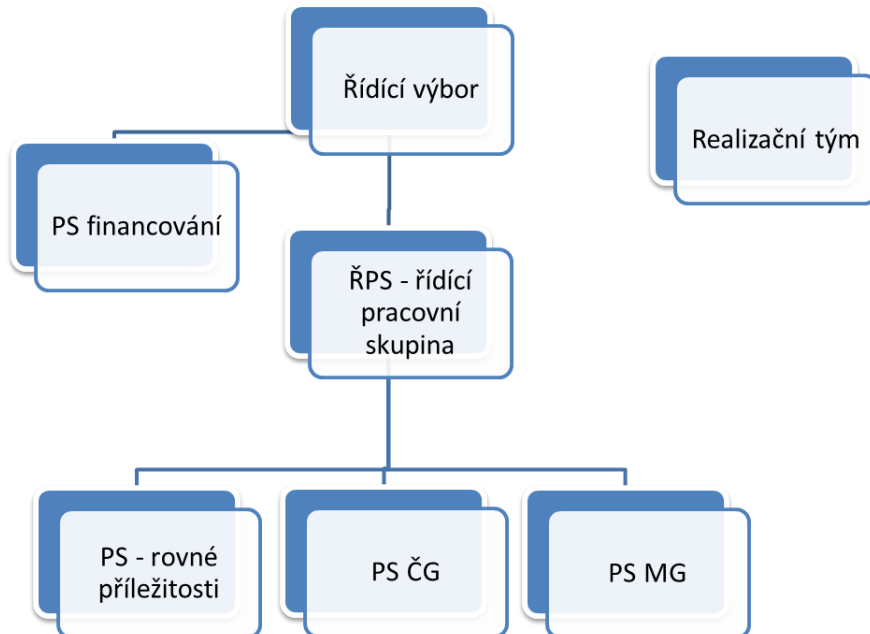 Řídící výbor
Realizační tým
PS financování
ŘPS - řídící
pracovní
skupina
PS - rovné
příležitosti
PS ČG
PS MG